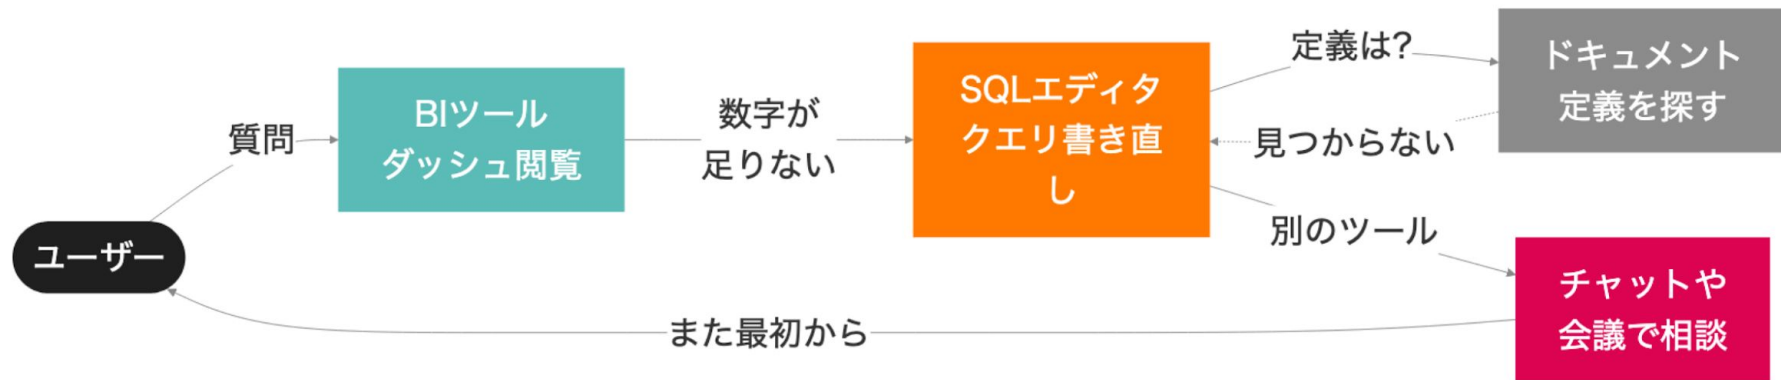 ユーザー
質問
BIツール
ダッシュ閲覧
数字が
足りない
SQLエディタ
クエリ書き直
し
定義は?
ドキュメント
定義を探す
見つからない
別のツール
チャットや
会議で相談
また最初から